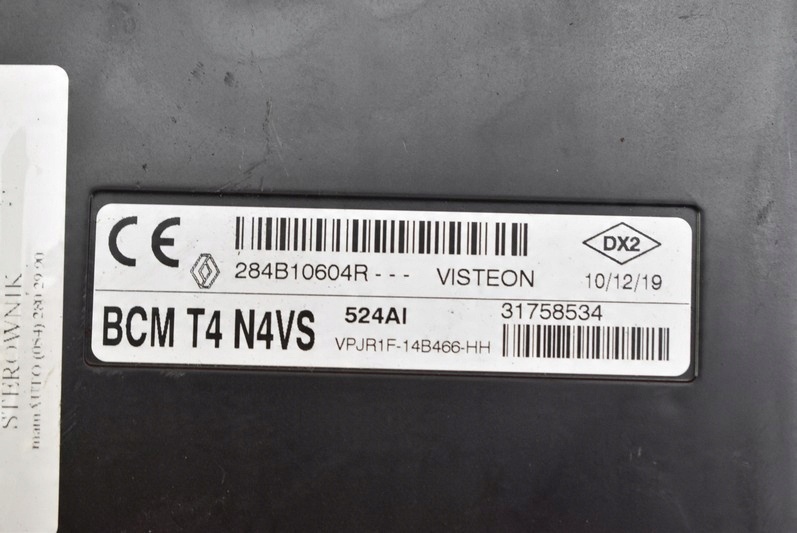 CE
284B10604R---
VISTEON
DX2
10/12/19
BCM T4 N4VS
524AI
VPJR1F-14B466-HH
31758534
STEROWNIK